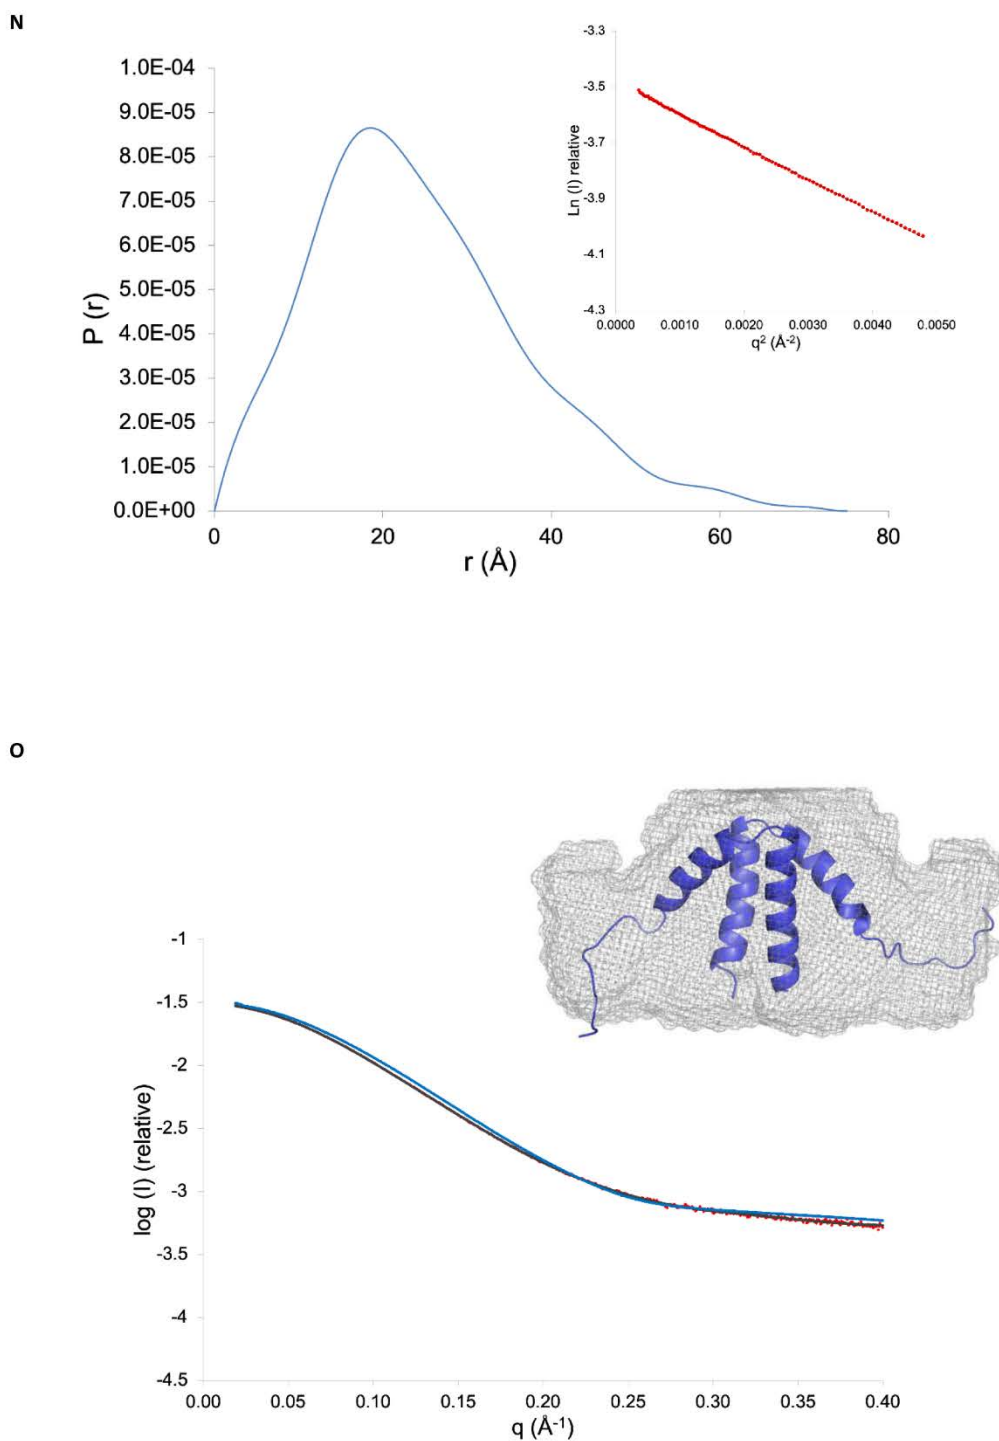 N
1.0E-04
9.0E-05
8.0E-05
7.0E-05
6.0E-05
5.0E-05
4.0E-05
3.0E-05
2.0E-05
1.0E-05
0.0E+00
P (r)
0
20
40
60
80
r (Å)
-3.3
-3.5
-3.7
-3.9
-4.1
-4.3
Ln (I) relative
0.0000
0.0010
0.0020
0.0030
0.0040
0.0050
q² (Å⁻²)
O
-1
-1.5
-2
-2.5
-3
-3.5
-4
-4.5
log (I) (relative)
0.00
0.05
0.10
0.15
0.20
0.25
0.30
0.35
0.40
q (Å⁻¹)